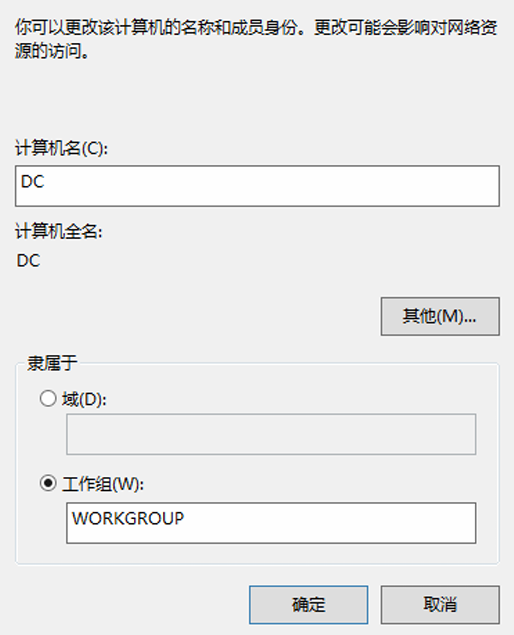 你可以更改该计算机的名称和成员身份。更改可能会影响对网络资
源的访问。
计算机名(C):
DC
计算机全名:
DC
其他(M)...
隶属于
域(D):
工作组(W):
WORKGROUP
确定
取消